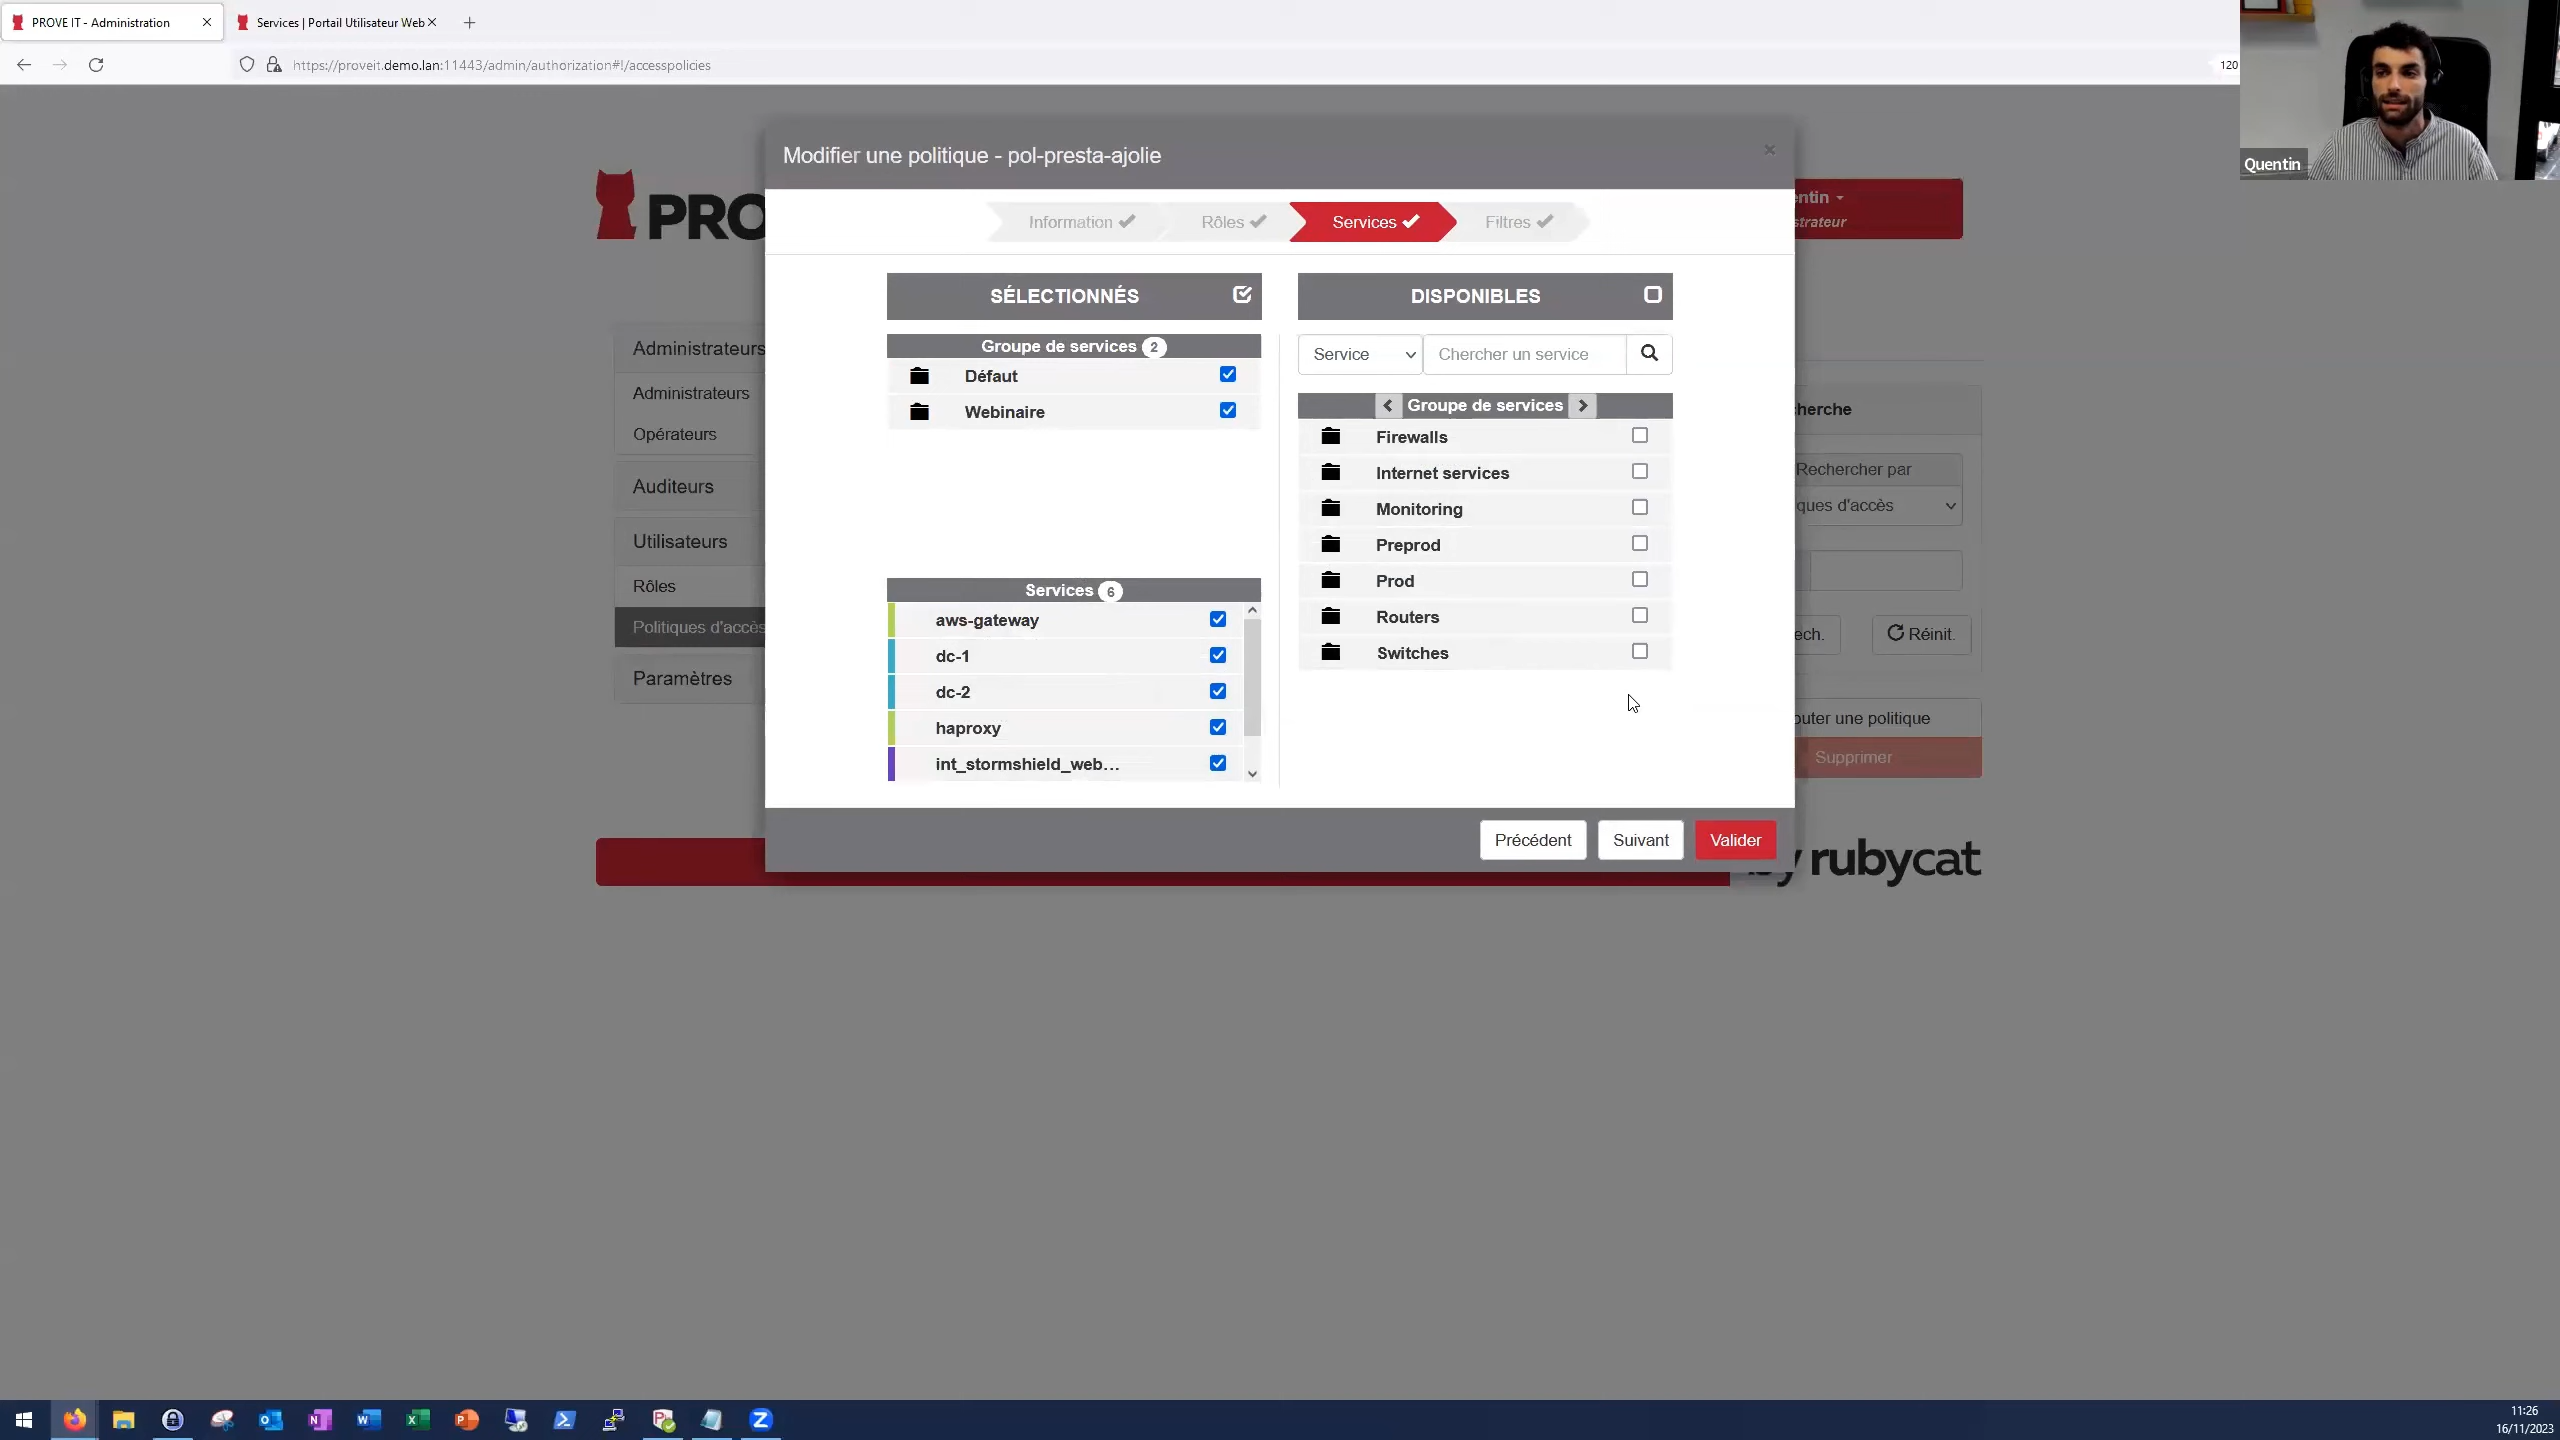 PROVE IT - Administration
Services | Portail Utilisateur Web
https://proveit.demo.lan:11443/admin/authorization#!/accesspolicies
120
Quentin
Modifier une politique - pol-presta-ajolie
PRO
entin
strateur
Information
Rôles
Services
Filtres
SÉLECTIONNÉS
DISPONIBLES
Groupe de services 2
Défaut
Webinaire
Service
Chercher un service
Groupe de services
Firewalls
Internet services
Monitoring
Preprod
Prod
Routers
Switches
Services 6
aws-gateway
dc-1
dc-2
haproxy
int_stormshield_web...
Précédent
Suivant
Valider
Administrateurs
Administrateurs
Opérateurs
Auditeurs
Utilisateurs
Rôles
Politiques d'accès
Paramètres
herche
Rechercher par
ques d'accès
ech.
Réinit.
outer une politique
Supprimer
by rubycat
11:26
16/11/2023